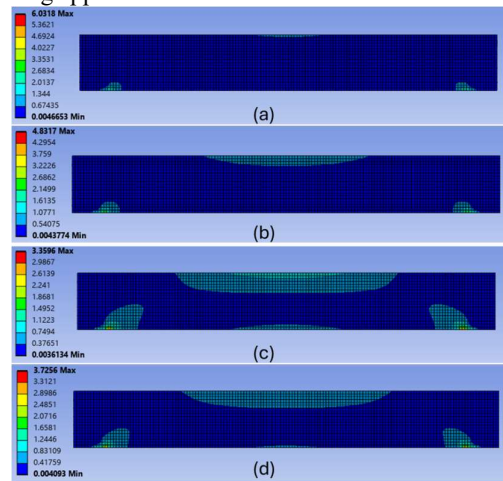 6.0318 Max
5.3621
4.6924
4.0227
3.3531
2.6834
2.0137
1.344
0.67435
0.0046653 Min
(a)
4.8317 Max
4.2954
3.759
3.2226
2.6862
2.1499
1.6135
1.0771
0.54075
0.0043774 Min
(b)
3.3596 Max
2.9867
2.6139
2.241
1.8681
1.4952
1.1223
0.7494
0.37651
0.0036134 Min
(c)
3.7256 Max
3.3121
2.8986
2.4851
2.0716
1.6581
1.2446
0.83109
0.41759
0.004093 Min
(d)